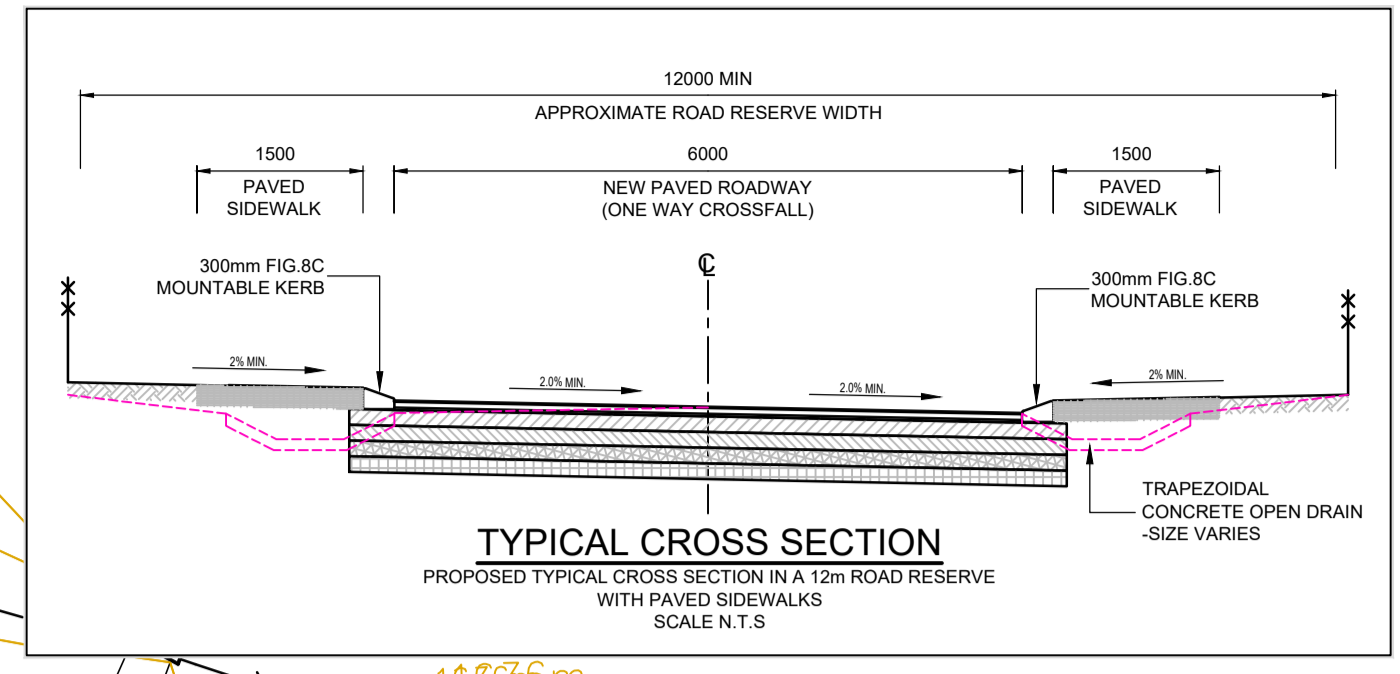 12000 MIN
APPROXIMATE ROAD RESERVE WIDTH
1500
PAVED
SIDEWALK
6000
NEW PAVED ROADWAY
(ONE WAY CROSSFALL)
1500
PAVED
SIDEWALK
300mm FIG.8C
MOUNTABLE KERB
℄
300mm FIG.8C
MOUNTABLE KERB
2% MIN.
2.0% MIN.
2.0% MIN.
2% MIN.
TRAPEZOIDAL
CONCRETE OPEN DRAIN
-SIZE VARIES
TYPICAL CROSS SECTION
PROPOSED TYPICAL CROSS SECTION IN A 12m ROAD RESERVE
WITH PAVED SIDEWALKS
SCALE N.T.S